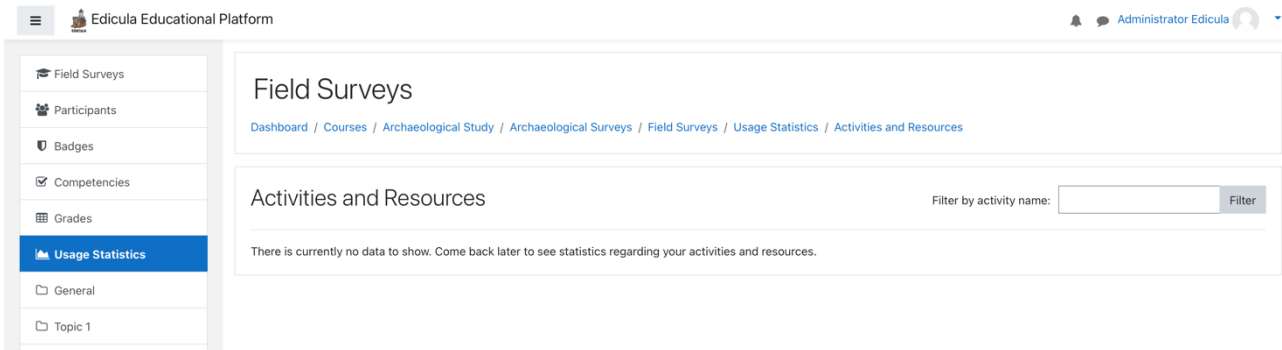 Edicula Educational Platform
Administrator Edicula
EDICULA
Field Surveys
Participants
Badges
Competencies
Grades
Usage Statistics
General
Topic 1
Field Surveys
Dashboard / Courses / Archaeological Study / Archaeological Surveys / Field Surveys / Usage Statistics / Activities and Resources
Activities and Resources
Filter by activity name:
Filter
There is currently no data to show. Come back later to see statistics regarding your activities and resources.